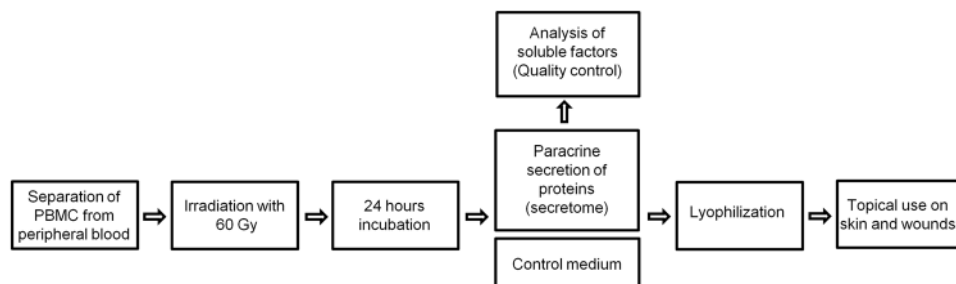 Analysis of
soluble factors
(Quality control)
Separation of
PBMC from
peripheral blood
Irradiation with
60 Gy
24 hours
incubation
Paracrine
secretion of
proteins
(secretome)
Control medium
Lyophilization
Topical use on
skin and wounds